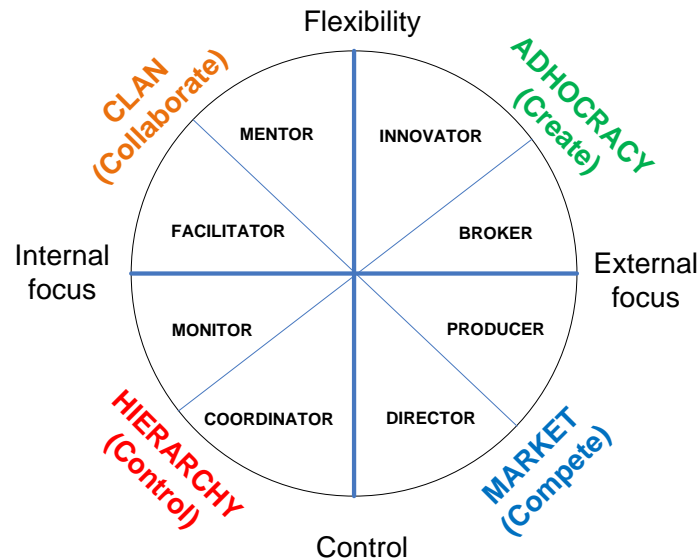 Flexibility
CLAN
(Collaborate)
ADHOCRACY
(Create)
MENTOR
INNOVATOR
FACILITATOR
BROKER
Internal
focus
External
focus
MONITOR
PRODUCER
COORDINATOR
DIRECTOR
HIERARCHY
(Control)
MARKET
(Compete)
Control